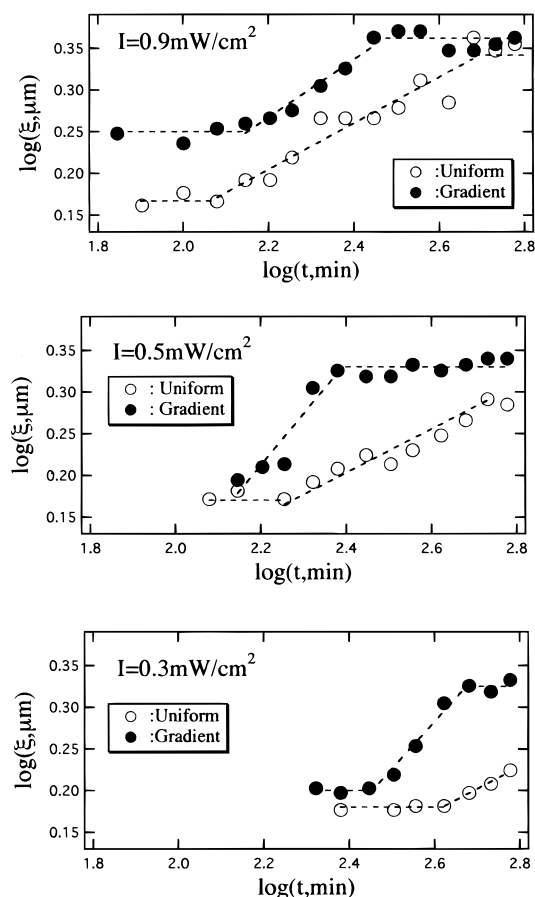 I=0.9mW/cm²
0.35
0.30
0.25
0.20
0.15
log(ξ,μm)
○ :Uniform
● :Gradient
1.8 2.0 2.2 2.4 2.6 2.8
log(t,min)
I=0.5mW/cm²
0.35
0.30
0.25
0.20
0.15
log(ξ,μm)
○ : Uniform
● : Gradient
1.8 2.0 2.2 2.4 2.6 2.8
log(t,min)
I=0.3mW/cm²
0.35
0.30
0.25
0.20
0.15
log(ξ,μm)
○ :Uniform
● :Gradient
1.8 2.0 2.2 2.4 2.6 2.8
log(t,min)